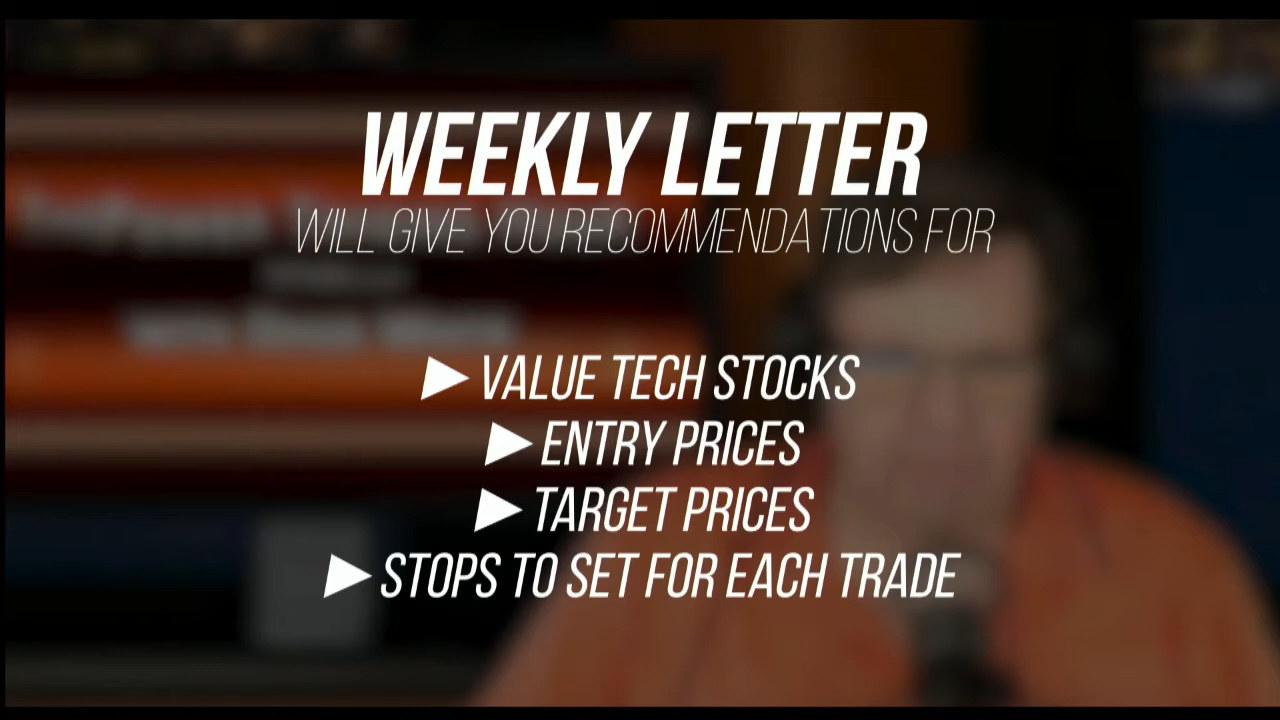 WEEKLY LETTER
WILL GIVE YOU RECOMMENDATIONS FOR
▶ VALUE TECH STOCKS
▶ ENTRY PRICES
▶ TARGET PRICES
▶ STOPS TO SET FOR EACH TRADE